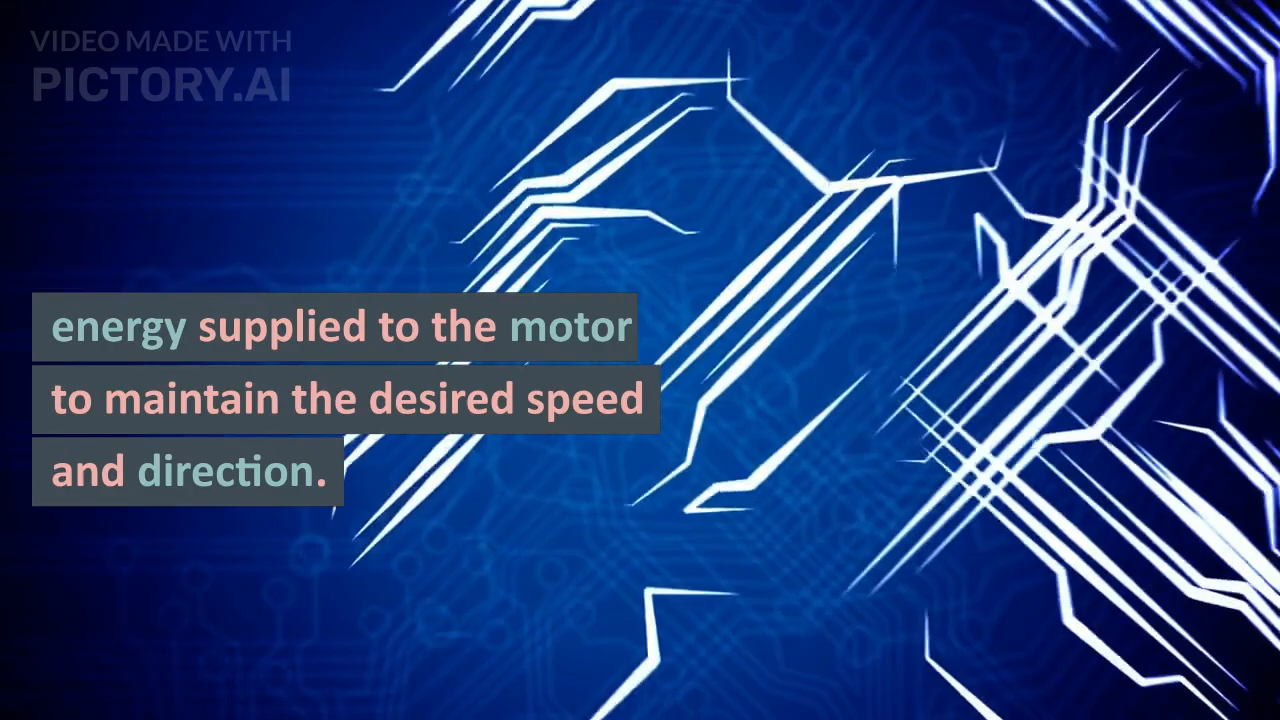 VIDEO MADE WITH
PICTORY.AI
energy supplied to the motor
to maintain the desired speed
and direction.